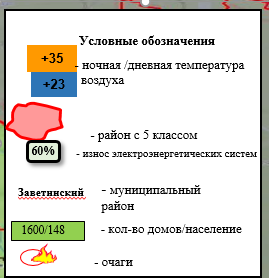 Условные обозначения
+35
+23
- ночная /дневная температура
воздуха
- район с 5 классом
60%
- износ электроэнергетических систем
Заветинский
- муниципальный
район
1600/148
- кол-во домов/население
- очаги